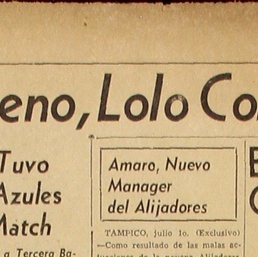 eno, Lolo Co
Tuvo
Azules
Match
a Tercera Ba-
Amaro, Nuevo
Manager
del Alijadores
TAMPICO, julio 1o. (Exclusivo)
—Como resultado de las malas ac-